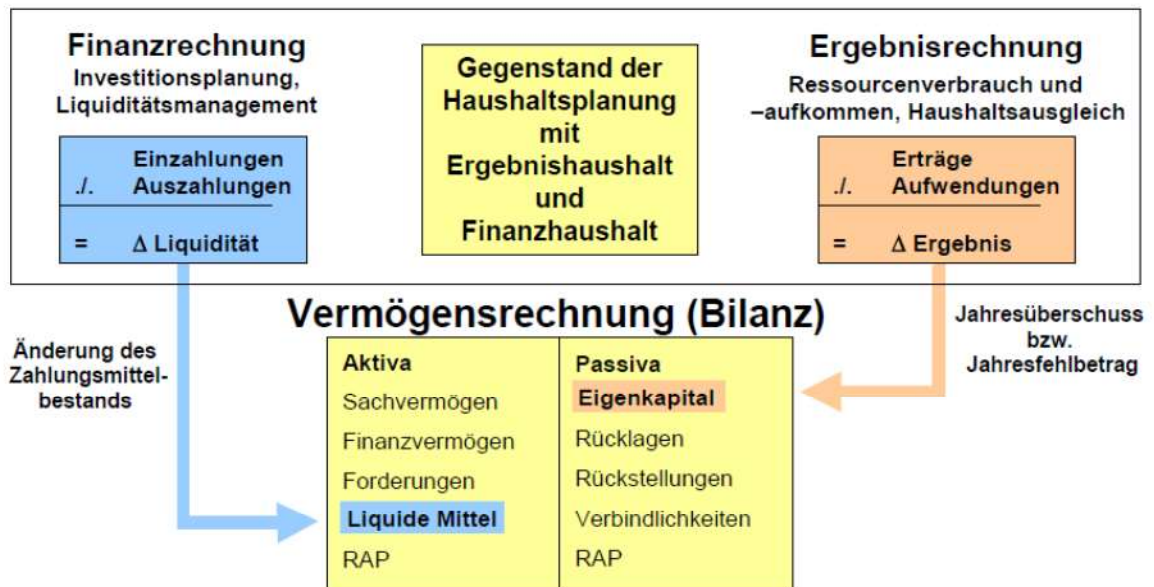 Finanzrechnung
Investitionsplanung,
Liquiditätsmanagement
Einzahlungen
./. Auszahlungen
= Δ Liquidität
Gegenstand der
Haushaltsplanung
mit
Ergebnishaushalt
und
Finanzhaushalt
Ergebnisrechnung
Ressourcenverbrauch und
–aufkommen, Haushaltsausgleich
Erträge
./. Aufwendungen
= Δ Ergebnis
Vermögensrechnung (Bilanz)
Änderung des
Zahlungsmittel-
bestands
Aktiva
Sachvermögen
Finanzvermögen
Forderungen
Liquide Mittel
RAP
Passiva
Eigenkapital
Rücklagen
Rückstellungen
Verbindlichkeiten
RAP
Jahresüberschuss
bzw.
Jahresfehlbetrag